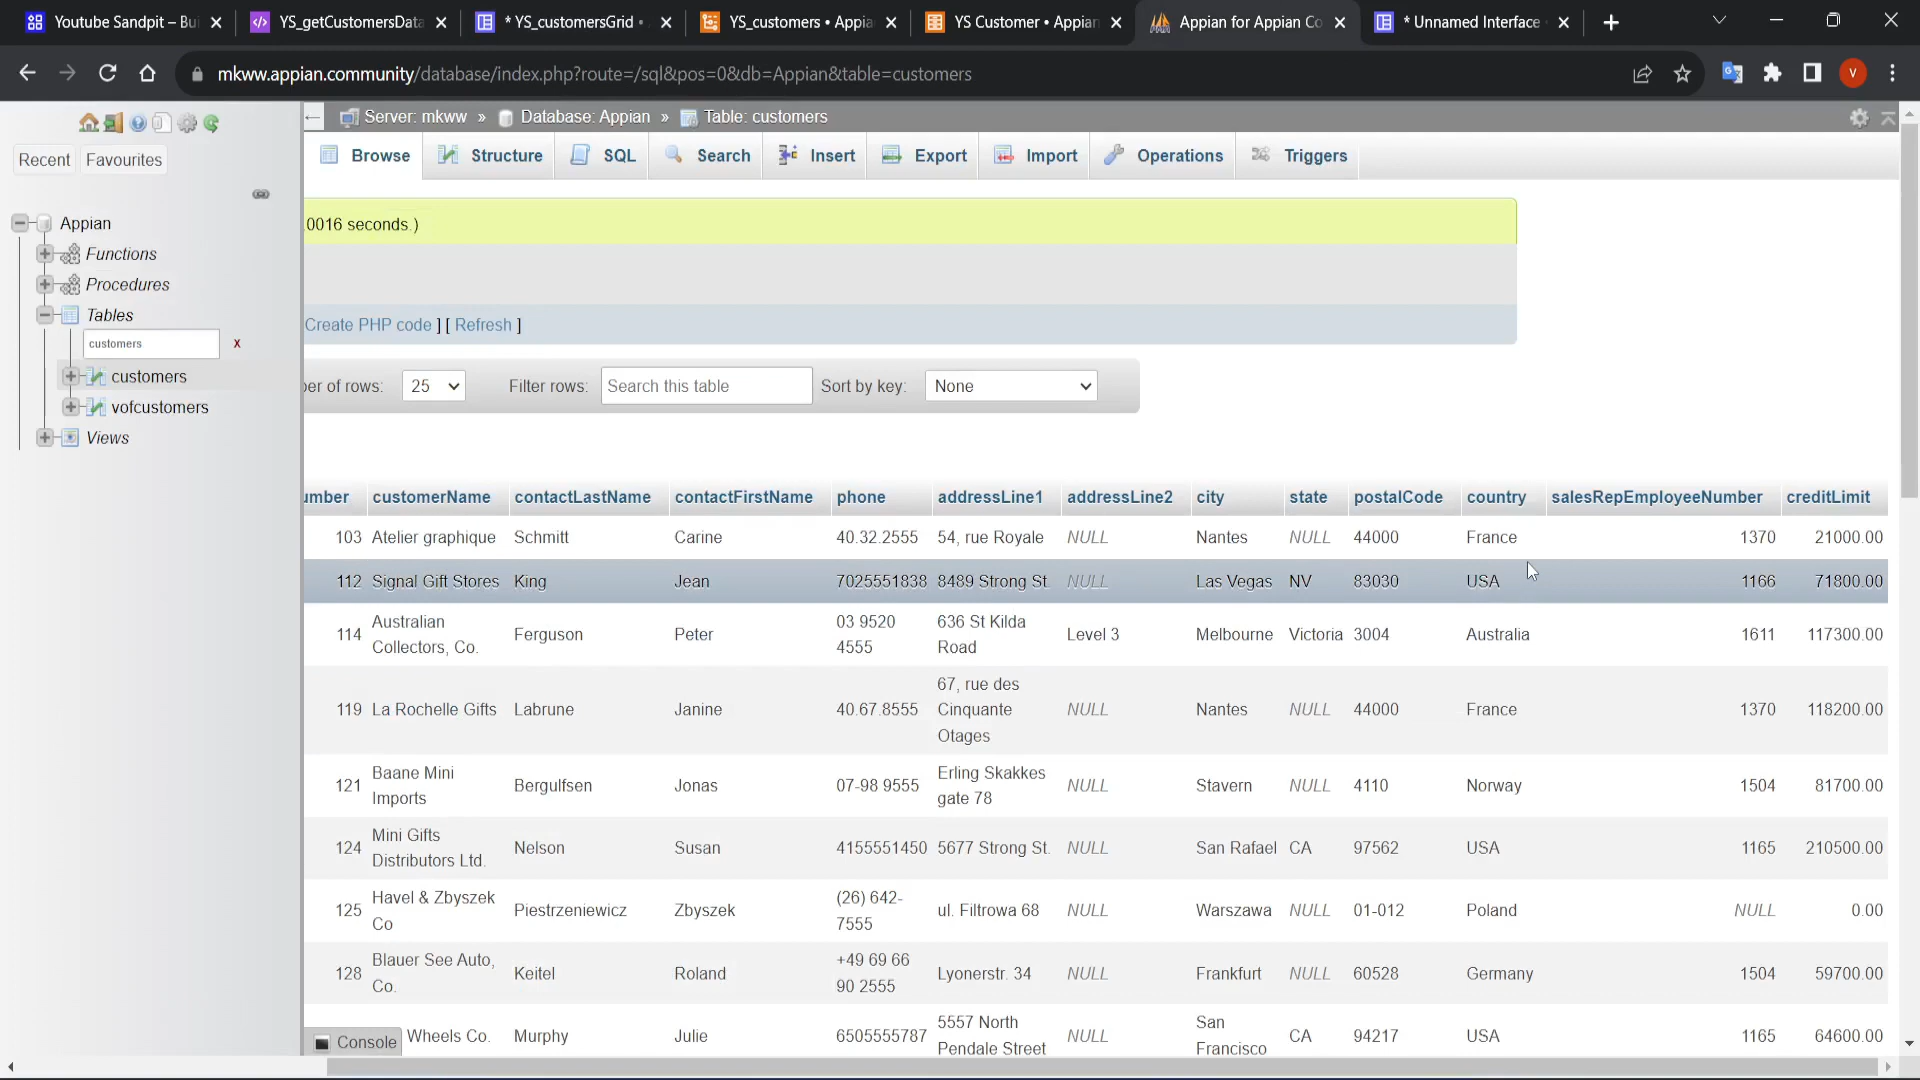 Youtube Sandpit – Bui
YS_getCustomersData
* YS_customersGrid •
YS_customers • Appia
YS Customer • Appian
Appian for Appian Co
* Unnamed Interface
mkww.appian.community/database/index.php?route=/sql&pos=0&db=Appian&table=customers
V
Server: mkww » Database: Appian » Table: customers
Recent Favourites
Browse Structure SQL Search Insert Export Import Operations Triggers
Appian
Functions
Procedures
Tables
customers x
customers
vofcustomers
Views
.0016 seconds.)
Create PHP code ] [ Refresh ]
ber of rows: 25 Filter rows: Search this table Sort by key: None
umber customerName contactLastName contactFirstName phone addressLine1 addressLine2 city state postalCode country salesRepEmployeeNumber creditLimit
103 Atelier graphique Schmitt Carine 40.32.2555 54, rue Royale NULL Nantes NULL 44000 France 1370 21000.00
112 Signal Gift Stores King Jean 7025551838 8489 Strong St. NULL Las Vegas NV 83030 USA 1166 71800.00
Australian 03 9520 636 St Kilda
114 Ferguson Peter Level 3 Melbourne Victoria 3004 Australia 1611 117300.00
Collectors, Co. 4555 Road
67, rue des
119 La Rochelle Gifts Labrune Janine 40.67.8555 Cinquante NULL Nantes NULL 44000 France 1370 118200.00
Otages
Baane Mini Erling Skakkes
121 Bergulfsen Jonas 07-98 9555 NULL Stavern NULL 4110 Norway 1504 81700.00
Imports gate 78
Mini Gifts
124 Nelson Susan 4155551450 5677 Strong St. NULL San Rafael CA 97562 USA 1165 210500.00
Distributors Ltd.
Havel & Zbyszek (26) 642-
125 Piestrzeniewicz Zbyszek ul. Filtrowa 68 NULL Warszawa NULL 01-012 Poland NULL 0.00
Co 7555
Blauer See Auto, +49 69 66
128 Keitel Roland Lyonerstr. 34 NULL Frankfurt NULL 60528 Germany 1504 59700.00
Co. 90 2555
5557 North San
Wheels Co. Murphy Julie 6505555787 NULL CA 94217 USA 1165 64600.00
Pendale Street Francisco
Console